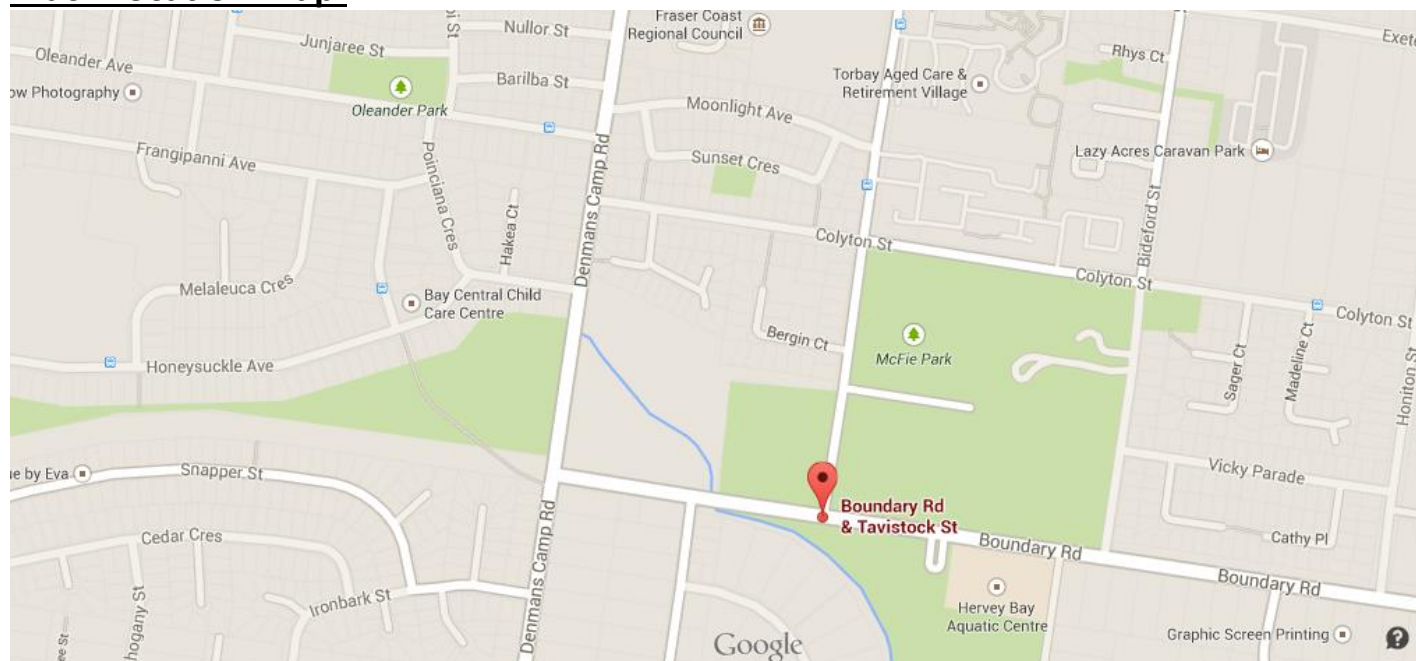 Fraser Coast
Regional Council
Nullor St
Junjaree St
Oleander Ave
Barilba St
ow Photography
Oleander Park
Torbay Aged Care &
Retirement Village
Rhys Ct
Exete
Moonlight Ave
Frangipanni Ave
Sunset Cres
Lazy Acres Caravan Park
Poinciana Cres
Hakea Ct
Denmans Camp Rd
Bideford St
Colyton St
Colyton St
Colyton St
Melaleuca Cres
Bay Central Child
Care Centre
Bergin Ct
McFie Park
Honeysuckle Ave
Sager Ct
Madeline Ct
Honiton St
ue by Eva
Snapper St
Vicky Parade
Boundary Rd
& Tavistock St
Denmans Camp Rd
Cedar Cres
Boundary Rd
Cathy Pl
Boundary Rd
Ironbark St
hogany St
ee St
Hervey Bay
Aquatic Centre
Google
Graphic Screen Printing